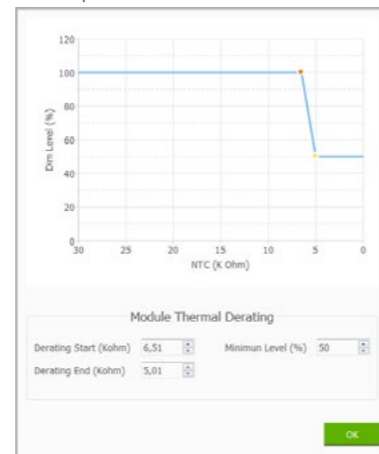 120
100
80
60
40
20
0
Dim Level (%)
30 25 20 15 10 5 0
NTC (K Ohm)
Module Thermal Derating
Derating Start (Kohm) 6,51 Minimun Level (%) 50
Derating End (Kohm) 5,01
OK